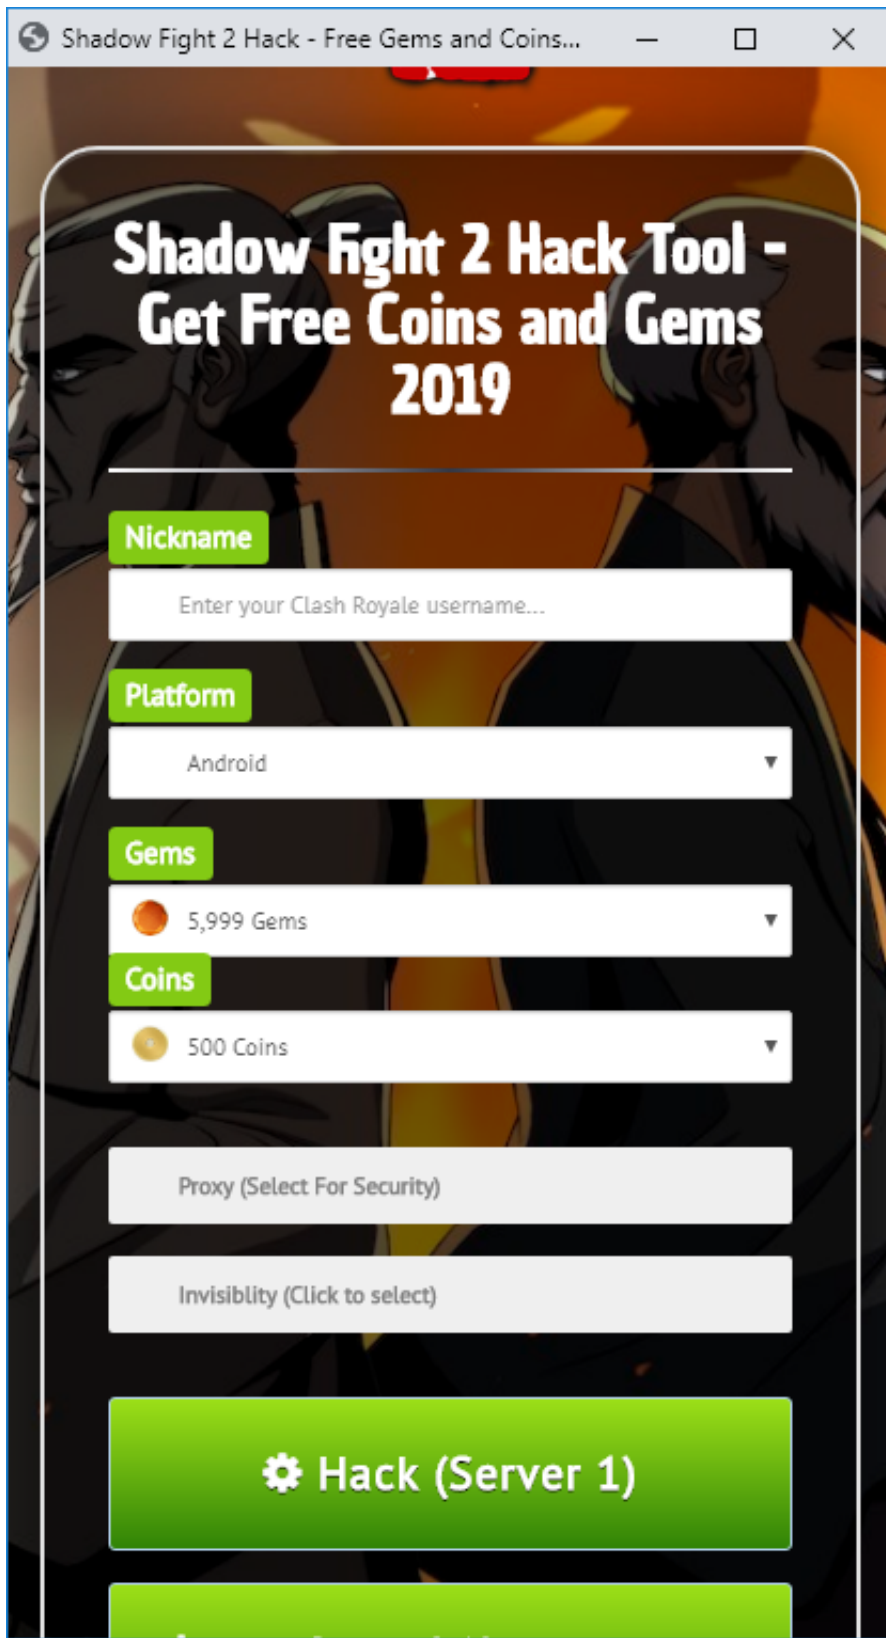 Shadow Fight 2 Hack - Free Gems and Coins...
Shadow Fight 2 Hack Tool -
Get Free Coins and Gems
2019
Nickname
Enter your Clash Royale username...
Platform
Android
Gems
5,999 Gems
Coins
500 Coins
Proxy (Select For Security)
Invisiblity (Click to select)
Hack (Server 1)